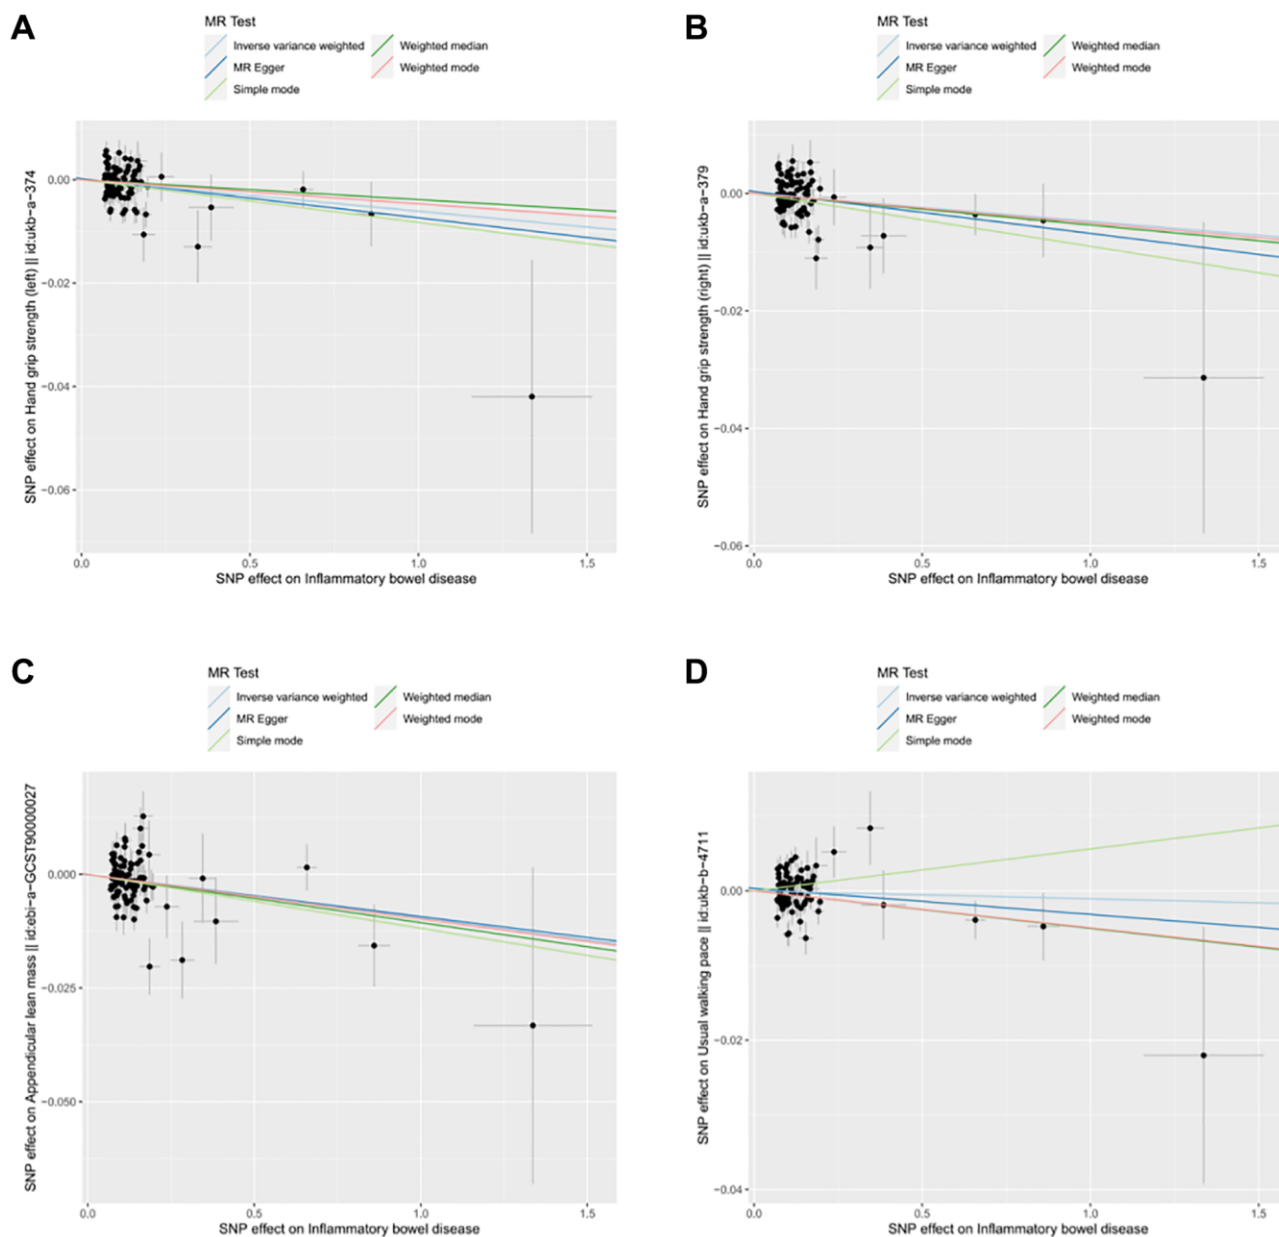 A
MR Test
Inverse variance weighted
Weighted median
MR Egger
Weighted mode
Simple mode
SNP effect on Hand grip strength (left) || id:ukb−a−374
0.00
−0.02
−0.04
−0.06
0.0
0.5
1.0
1.5
SNP effect on Inflammatory bowel disease
B
MR Test
Inverse variance weighted
Weighted median
MR Egger
Weighted mode
Simple mode
SNP effect on Hand grip strength (right) || id:ukb−a−379
0.00
−0.02
−0.04
−0.06
0.0
0.5
1.0
1.5
SNP effect on Inflammatory bowel disease
C
MR Test
Inverse variance weighted
Weighted median
MR Egger
Weighted mode
Simple mode
SNP effect on Appendicular lean mass || id:ebi−a−GCST90000027
0.000
−0.025
−0.050
0.0
0.5
1.0
1.5
SNP effect on Inflammatory bowel disease
D
MR Test
Inverse variance weighted
Weighted median
MR Egger
Weighted mode
Simple mode
SNP effect on Usual walking pace || id:ukb−b−4711
0.00
−0.02
−0.04
0.0
0.5
1.0
1.5
SNP effect on Inflammatory bowel disease